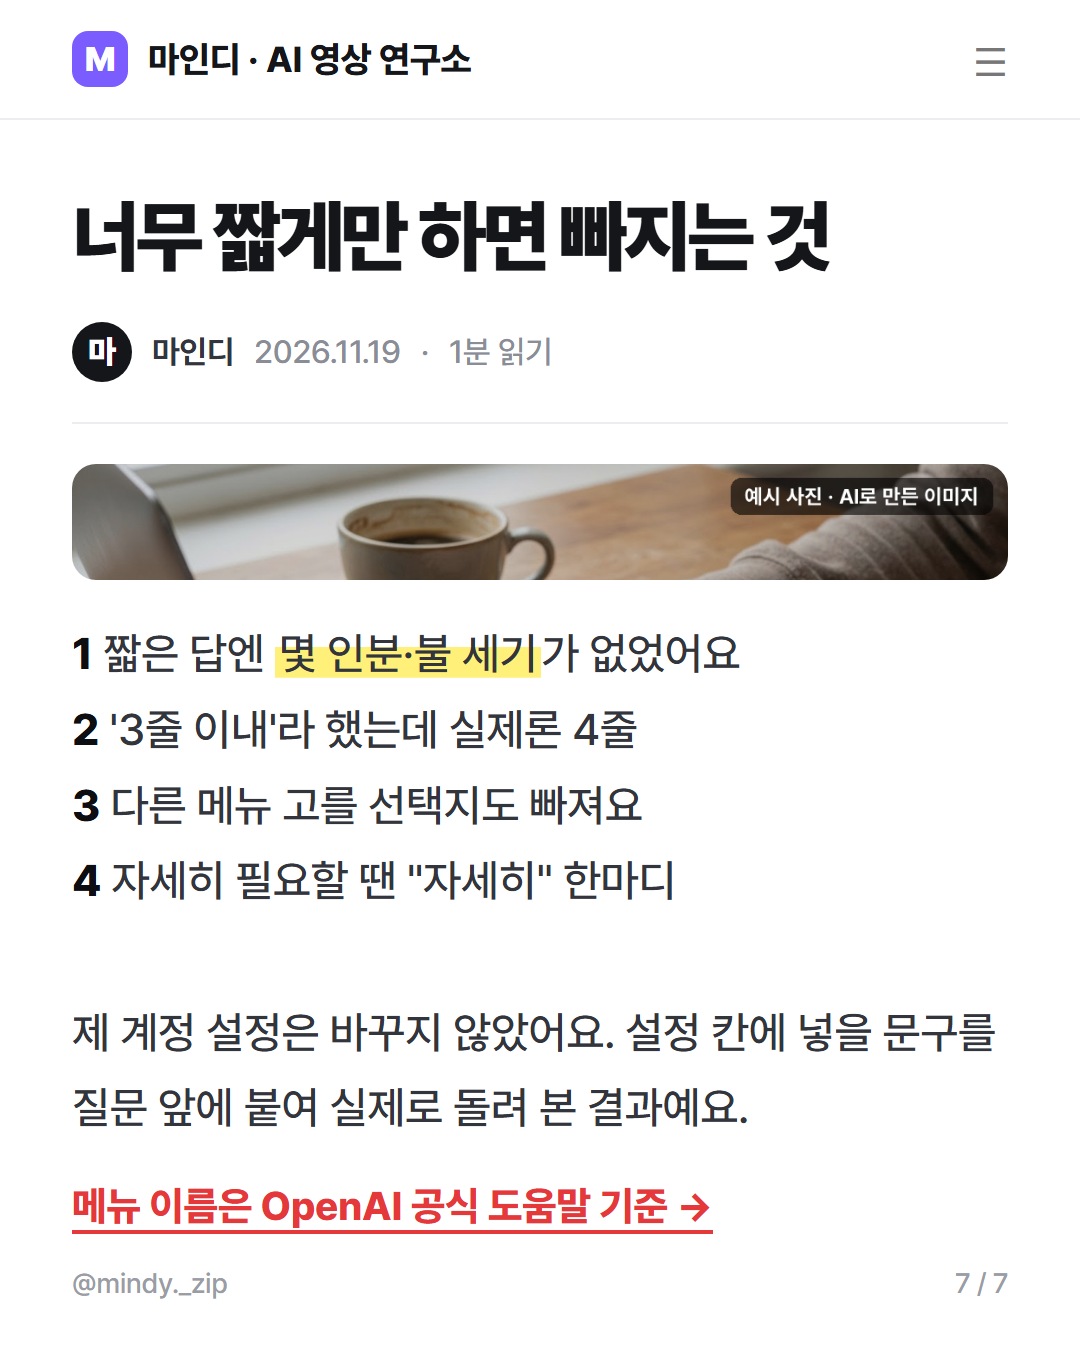 M 마인디 · AI 영상 연구소
너무 짧게만 하면 빠지는 것
마 마인디 2026.11.19 · 1분 읽기
예시 사진 · AI로 만든 이미지
1 짧은 답엔 몇 인분·불 세기가 없었어요
2 '3줄 이내'라 했는데 실제론 4줄
3 다른 메뉴 고를 선택지도 빠져요
4 자세히 필요할 땐 "자세히" 한마디
제 계정 설정은 바꾸지 않았어요. 설정 칸에 넣을 문구를
질문 앞에 붙여 실제로 돌려 본 결과예요.
메뉴 이름은 OpenAI 공식 도움말 기준 →
@mindy._zip 7 / 7